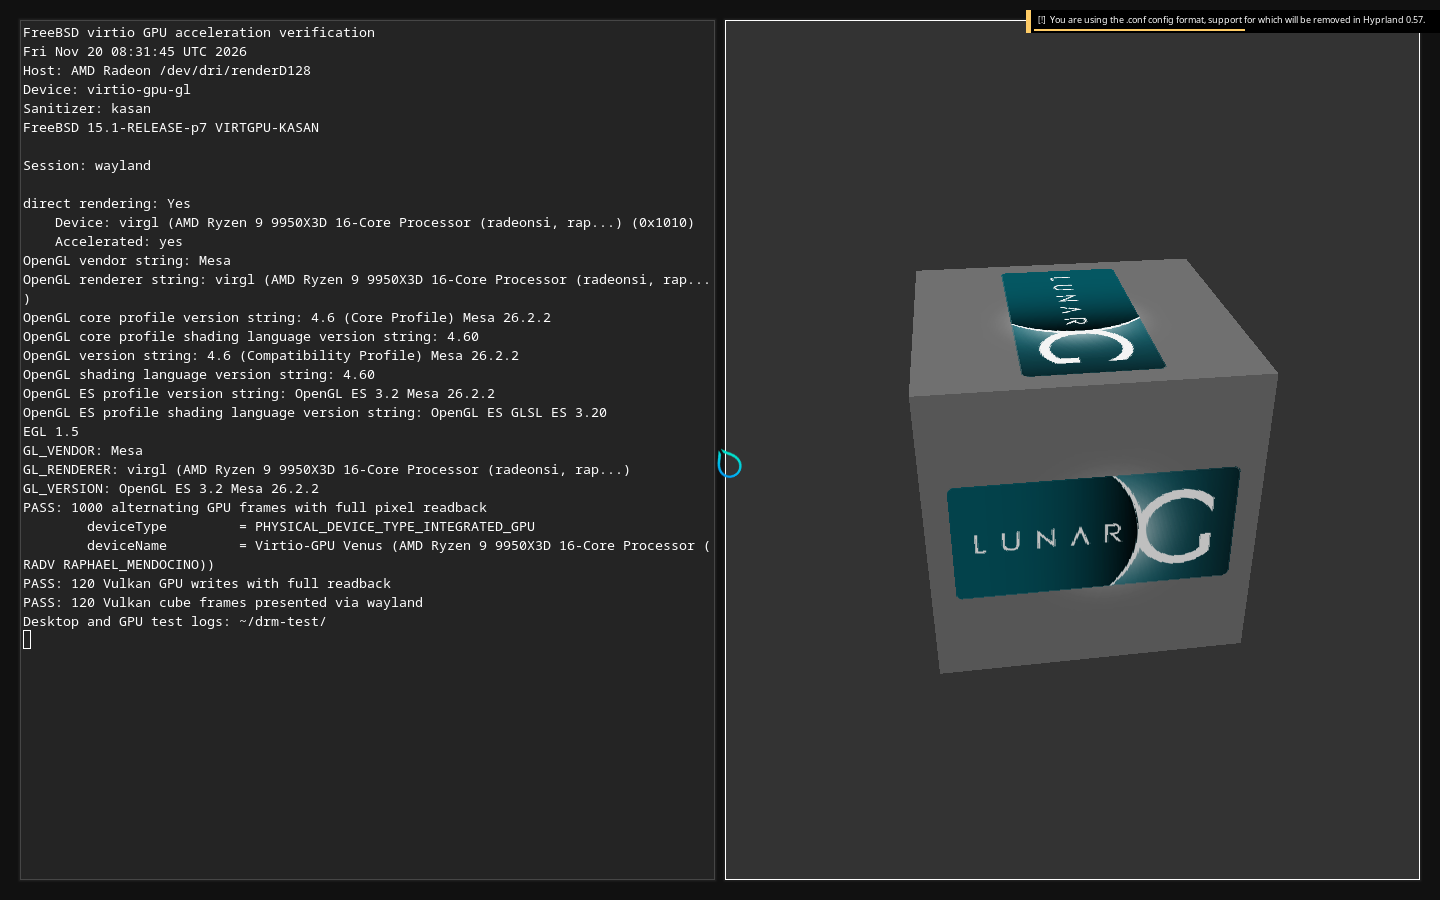 FreeBSD virtio GPU acceleration verification
Fri Nov 20 08:31:45 UTC 2026
Host: AMD Radeon /dev/dri/renderD128
Device: virtio-gpu-gl
Sanitizer: kasan
FreeBSD 15.1-RELEASE-p7 VIRTGPU-KASAN
Session: wayland
direct rendering: Yes
    Device: virgl (AMD Ryzen 9 9950X3D 16-Core Processor (radeonsi, rap...) (0x1010)
    Accelerated: yes
OpenGL vendor string: Mesa
OpenGL renderer string: virgl (AMD Ryzen 9 9950X3D 16-Core Processor (radeonsi, rap...
)
OpenGL core profile version string: 4.6 (Core Profile) Mesa 26.2.2
OpenGL core profile shading language version string: 4.60
OpenGL version string: 4.6 (Compatibility Profile) Mesa 26.2.2
OpenGL shading language version string: 4.60
OpenGL ES profile version string: OpenGL ES 3.2 Mesa 26.2.2
OpenGL ES profile shading language version string: OpenGL ES GLSL ES 3.20
EGL 1.5
GL_VENDOR: Mesa
GL_RENDERER: virgl (AMD Ryzen 9 9950X3D 16-Core Processor (radeonsi, rap...)
GL_VERSION: OpenGL ES 3.2 Mesa 26.2.2
PASS: 1000 alternating GPU frames with full pixel readback
        deviceType         = PHYSICAL_DEVICE_TYPE_INTEGRATED_GPU
        deviceName         = Virtio-GPU Venus (AMD Ryzen 9 9950X3D 16-Core Processor (
RADV RAPHAEL_MENDOCINO))
PASS: 120 Vulkan GPU writes with full readback
PASS: 120 Vulkan cube frames presented via wayland
Desktop and GPU test logs: ~/drm-test/
[!] You are using the .conf config format, support for which will be removed in Hyprland 0.57.
LUNAR G
LUNAR G